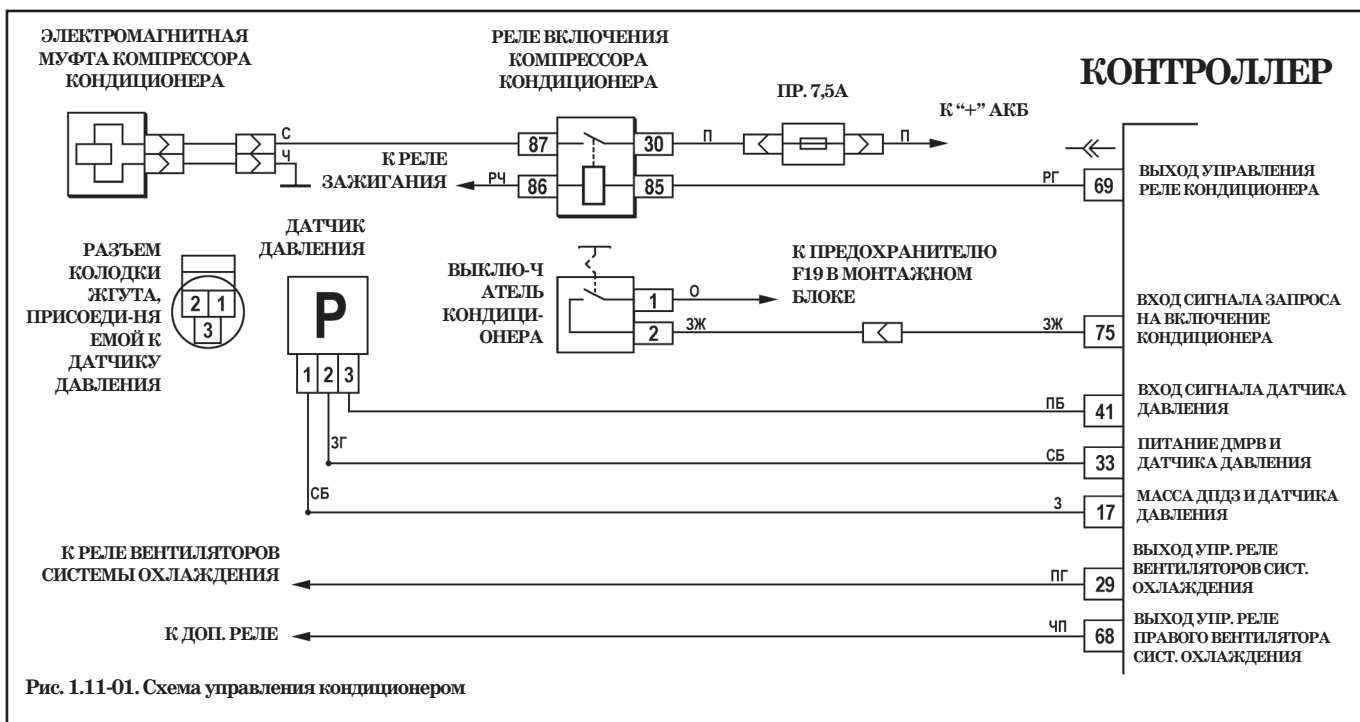 ЭЛЕКТРОМАГНИТНАЯ
МУФТА КОМПРЕССОРА
КОНДИЦИОНЕРА
РЕЛЕ ВКЛЮЧЕНИЯ
КОМПРЕССОРА
КОНДИЦИОНЕРА
КОНТРОЛЛЕР
ПР. 7,5А
К “+” АКБ
С
Ч
87
30
П
П
К РЕЛЕ
ЗАЖИГАНИЯ
РЧ
86
85
РГ
69
ВЫХОД УПРАВЛЕНИЯ
РЕЛЕ КОНДИЦИОНЕРА
РАЗЪЕМ
КОЛОДКИ
ЖГУТА,
ПРИСОЕДИ-НЯ
ЕМОЙ К
ДАТЧИКУ
ДАВЛЕНИЯ
2 1
3
ДАТЧИК
ДАВЛЕНИЯ
P
1 2 3
ВЫКЛЮ-Ч
АТЕЛЬ
КОНДИЦИ-
ОНЕРА
1
О
2
ЗЖ
К ПРЕДОХРАНИТЕЛЮ
F19 В МОНТАЖНОМ
БЛОКЕ
ЗЖ
75
ВХОД СИГНАЛА ЗАПРОСА
НА ВКЛЮЧЕНИЕ
КОНДИЦИОНЕРА
ПБ
41
ВХОД СИГНАЛА ДАТЧИКА
ДАВЛЕНИЯ
ЗГ
СБ
33
ПИТАНИЕ ДМРВ И
ДАТЧИКА ДАВЛЕНИЯ
СБ
З
17
МАССА ДПДЗ И ДАТЧИКА
ДАВЛЕНИЯ
К РЕЛЕ ВЕНТИЛЯТОРОВ
СИСТЕМЫ ОХЛАЖДЕНИЯ
ПГ
29
ВЫХОД УПР. РЕЛЕ
ВЕНТИЛЯТОРОВ СИСТ.
ОХЛАЖДЕНИЯ
К ДОП. РЕЛЕ
ЧП
68
ВЫХОД УПР. РЕЛЕ
ПРАВОГО ВЕНТИЛЯТОРА
СИСТ. ОХЛАЖДЕНИЯ
Рис. 1.11-01. Схема управления кондиционером